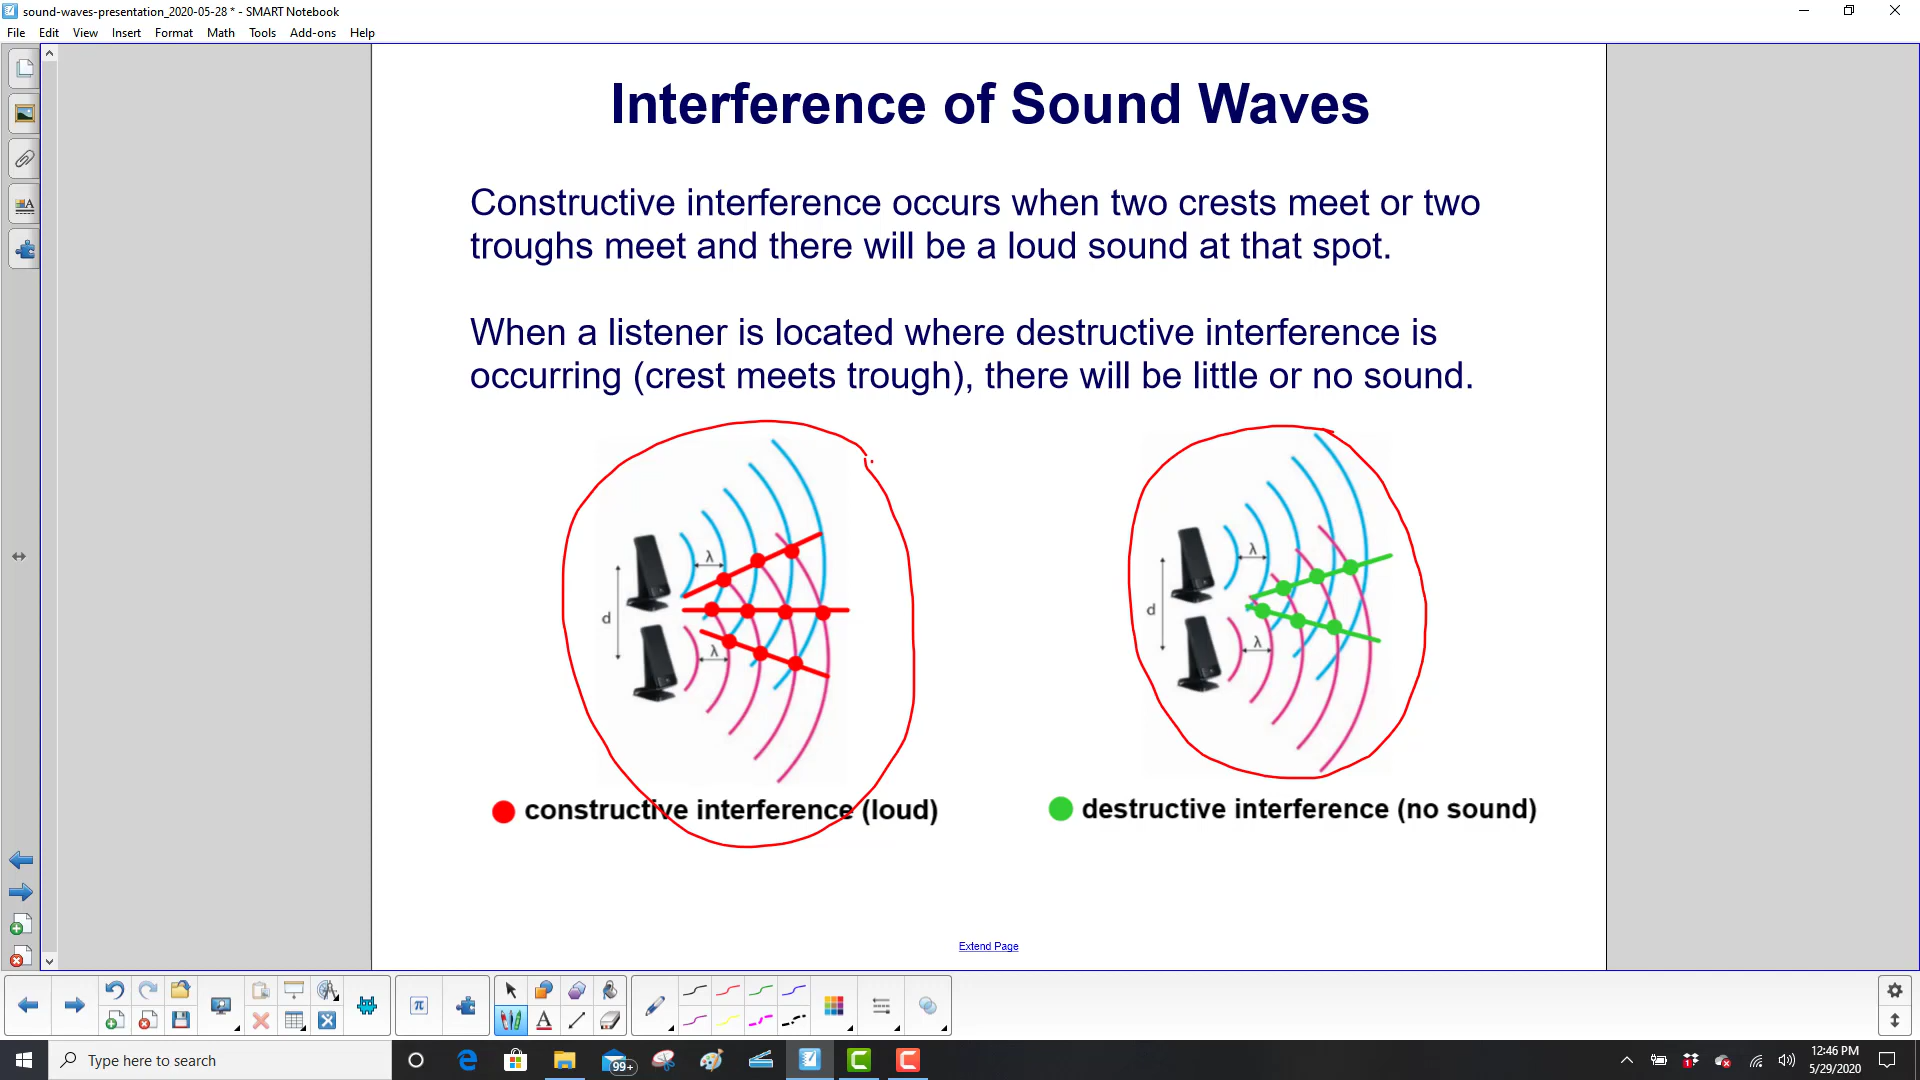 sound-waves-presentation_2020-05-28 * - SMART Notebook
File Edit View Insert Format Math Tools Add-ons Help
Interference of Sound Waves
Constructive interference occurs when two crests meet or two
troughs meet and there will be a loud sound at that spot.
When a listener is located where destructive interference is
occurring (crest meets trough), there will be little or no sound.
λ
d
λ
λ
d
λ
constructive interference (loud)
destructive interference (no sound)
Extend Page
π
A
Type here to search
99+
12:46 PM
5/29/2020